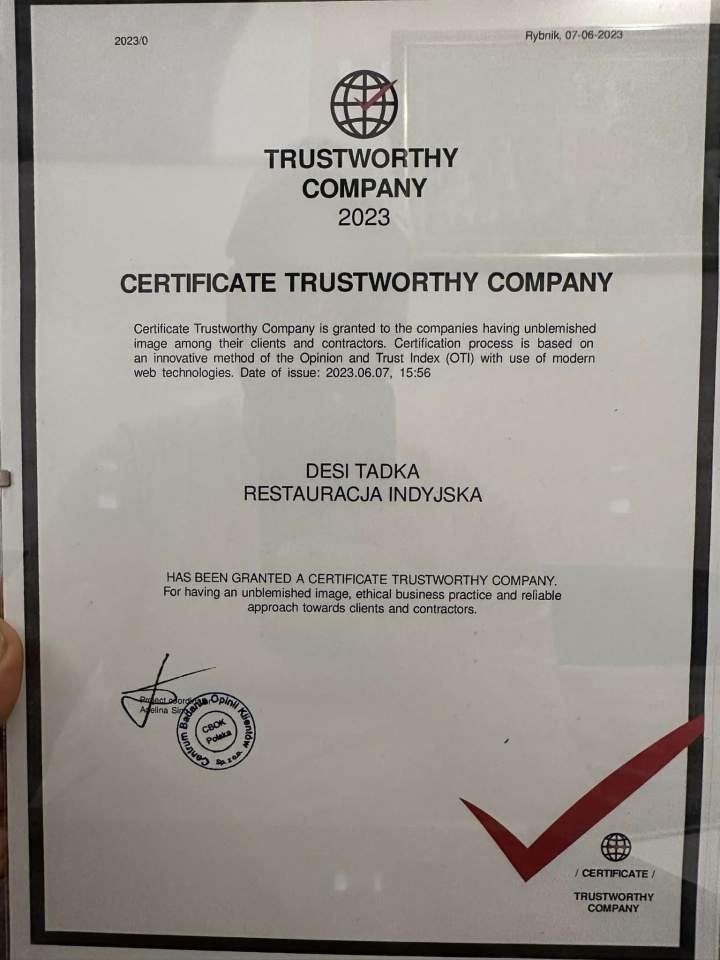 2023/0
Rybnik, 07-06-2023
TRUSTWORTHY
COMPANY
2023
CERTIFICATE TRUSTWORTHY COMPANY
Certificate Trustworthy Company is granted to the companies having unblemished
image among their clients and contractors. Certification process is based on
an innovative method of the Opinion and Trust Index (OTI) with use of modern
web technologies. Date of issue: 2023.06.07, 15:56
DESI TADKA
RESTAURACJA INDYJSKA
HAS BEEN GRANTED A CERTIFICATE TRUSTWORTHY COMPANY.
For having an unblemished image, ethical business practice and reliable
approach towards clients and contractors.
Project
Centrum Badania Opinii Klientów
Sp. z o.o.
CBOK
Polska
/ CERTIFICATE /
TRUSTWORTHY
COMPANY